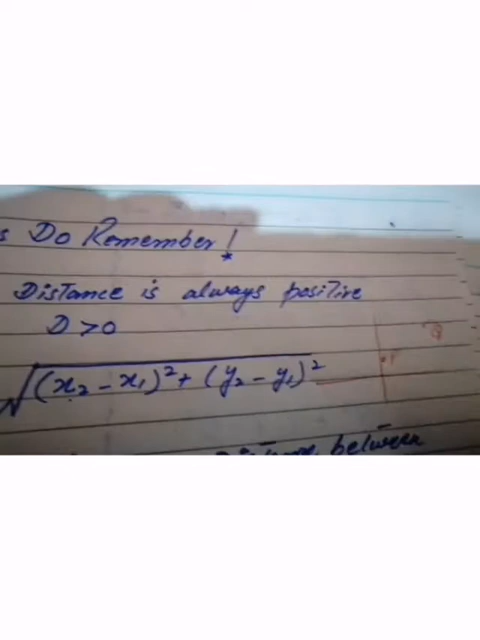 Do Remember!
Distance is always positive
D > 0
√(x₂ - x₁)² + (y₂ - y₁)²
between